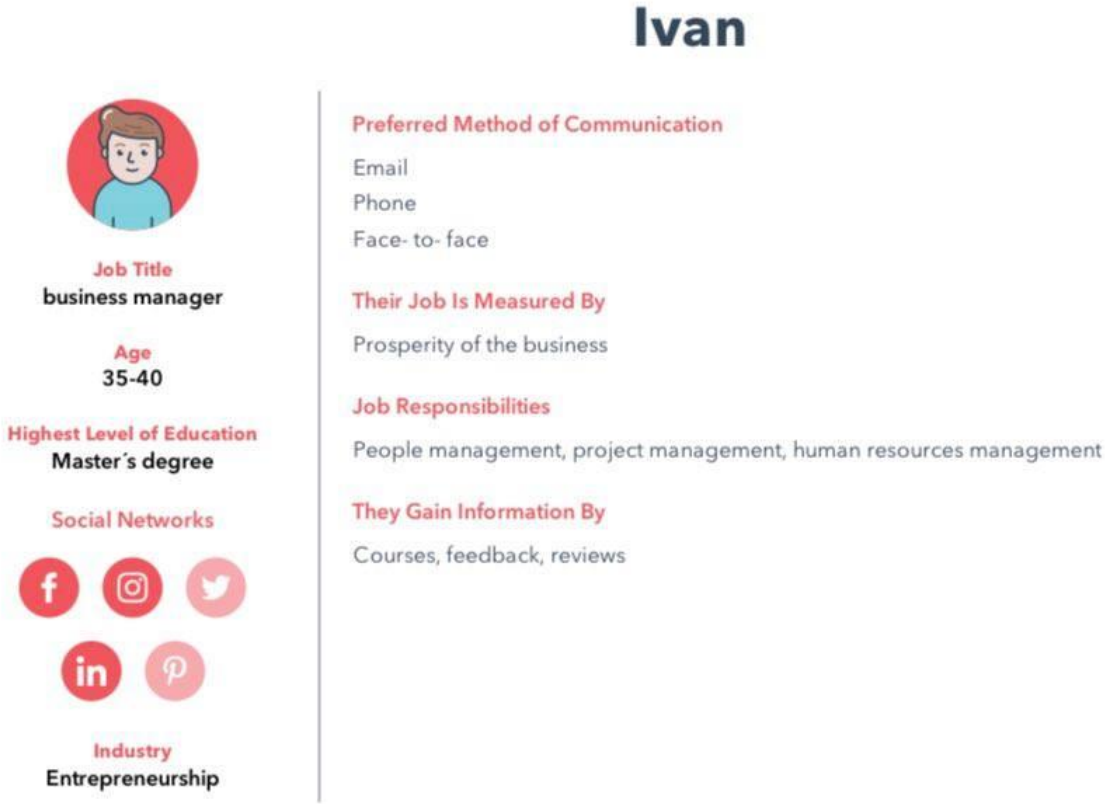 Ivan
Job Title
business manager
Age
35-40
Highest Level of Education
Master´s degree
Social Networks
f
in
Industry
Entrepreneurship
Preferred Method of Communication
Email
Phone
Face- to- face
Their Job Is Measured By
Prosperity of the business
Job Responsibilities
People management, project management, human resources management
They Gain Information By
Courses, feedback, reviews